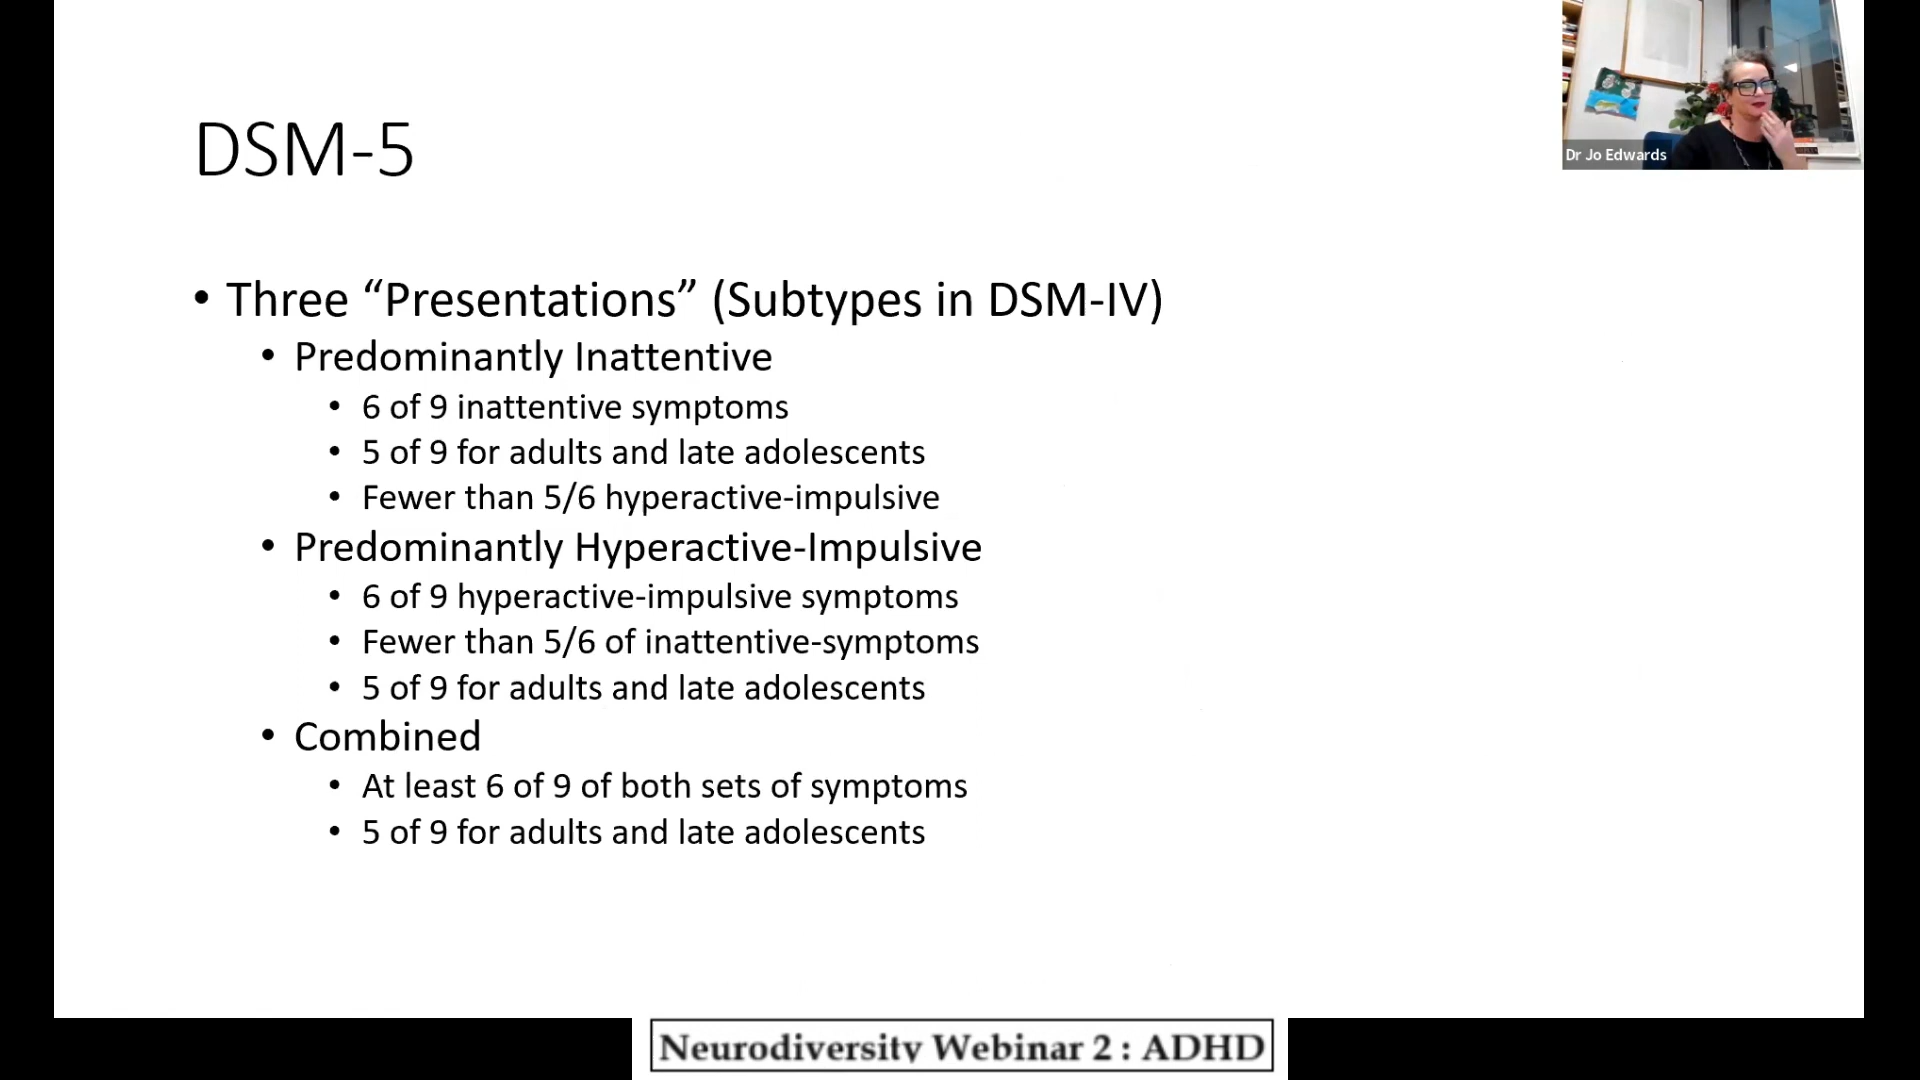 DSM-5
Dr Jo Edwards
• Three “Presentations” (Subtypes in DSM-IV)
• Predominantly Inattentive
• 6 of 9 inattentive symptoms
• 5 of 9 for adults and late adolescents
• Fewer than 5/6 hyperactive-impulsive
• Predominantly Hyperactive-Impulsive
• 6 of 9 hyperactive-impulsive symptoms
• Fewer than 5/6 of inattentive-symptoms
• 5 of 9 for adults and late adolescents
• Combined
• At least 6 of 9 of both sets of symptoms
• 5 of 9 for adults and late adolescents
Neurodiversity Webinar 2 : ADHD